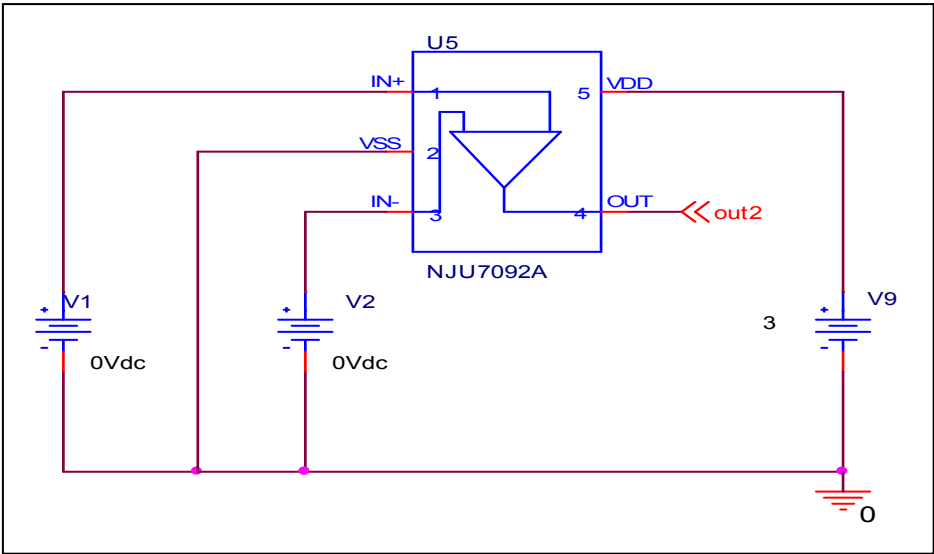 U5
IN+
1
5
VDD
VSS
2
IN-
3
4
OUT
out2
NJU7092A
V1
V2
V9
+
+
+
3
-
-
-
0Vdc
0Vdc
0